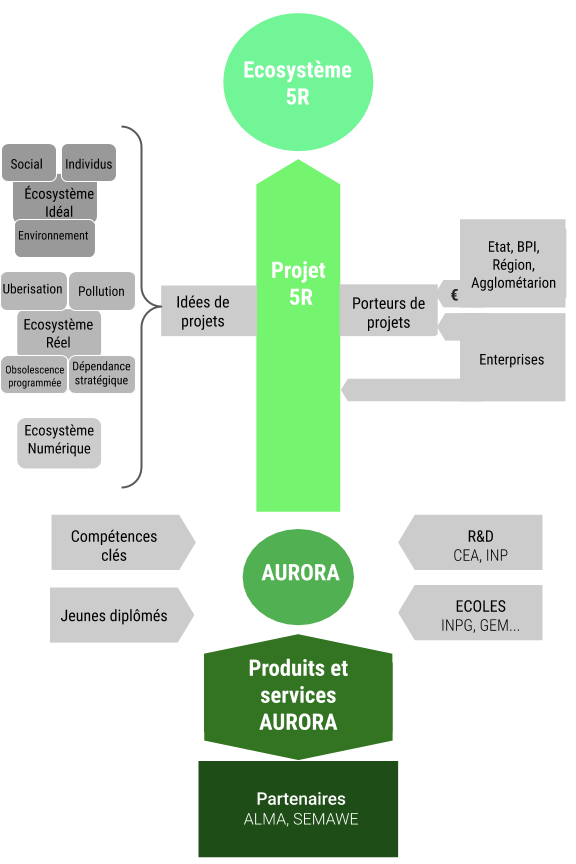 Ecosystème
5R
Social
Individus
Écosystème
Idéal
Environnement
Uberisation
Pollution
Ecosystème
Réel
Obsolescence
programmée
Dépendance
stratégique
Ecosystème
Numérique
Idées de
projets
Projet
5R
Porteurs de
projets
€
Etat, BPI,
Région,
Agglométarion
Enterprises
Compétences
clés
Jeunes diplômés
AURORA
R&D
CEA, INP
ECOLES
INPG, GEM...
Produits et
services
AURORA
Partenaires
ALMA, SEMAWE